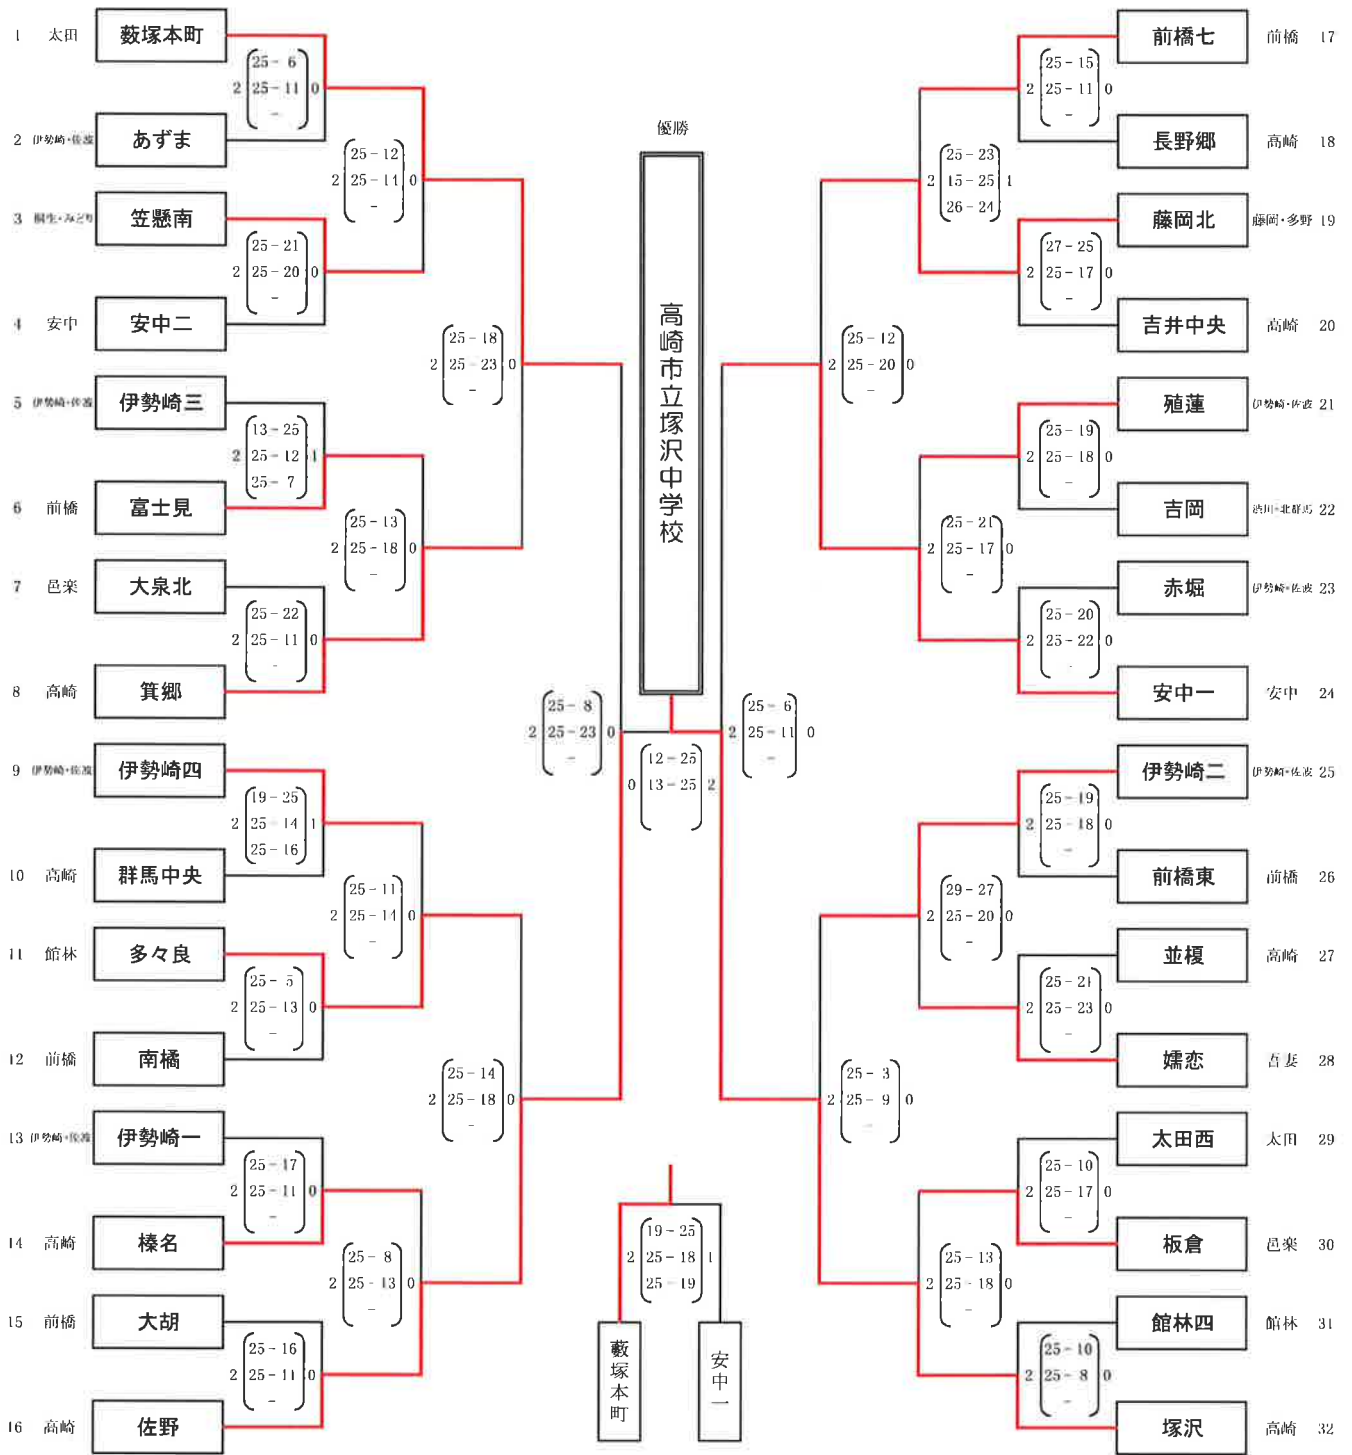 1 太田 藪塚本町
2 (25-6 25-11 -) 0
2 伊勢崎・佐波 あずま
2 (25-12 25-14 -) 0
3 桐生・みどり 笠懸南
2 (25-21 25-20 -) 0
4 安中 安中二
2 (25-18 25-23 -) 0
5 伊勢崎・佐波 伊勢崎三
2 (13-25 25-12 25-7) 1
6 前橋 富士見
2 (25-13 25-18 -) 0
7 邑楽 大泉北
2 (25-22 25-11 -) 0
8 高崎 箕郷
2 (25-8 25-23 -) 0
9 伊勢崎・佐波 伊勢崎四
2 (19-25 25-14 25-16) 1
10 高崎 群馬中央
2 (25-11 25-14 -) 0
11 館林 多々良
2 (25-5 25-13 -) 0
12 前橋 南橘
2 (25-14 25-18 -) 0
13 伊勢崎・佐波 伊勢崎一
2 (25-17 25-11 -) 0
14 高崎 榛名
2 (25-8 25-13 -) 0
15 前橋 大胡
2 (25-16 25-11 -) 0
16 高崎 佐野
優勝
高崎市立塚沢中学校
0 (12-25 13-25) 2
2 (19-25 25-18 25-19) 1
藪塚本町
安中一
前橋七 前橋 17
2 (25-15 25-11 -) 0
長野郷 高崎 18
2 (25-23 15-25 26-24) 1
藤岡北 藤岡・多野 19
2 (27-25 25-17 -) 0
吉井中央 高崎 20
2 (25-12 25-20 -) 0
殖蓮 伊勢崎・佐波 21
2 (25-19 25-18 -) 0
吉岡 渋川・北群馬 22
2 (25-21 25-17 -) 0
赤堀 伊勢崎・佐波 23
2 (25-20 25-22 -) 0
安中一 安中 24
2 (25-6 25-11 -) 0
伊勢崎二 伊勢崎・佐波 25
2 (25-19 25-18 -) 0
前橋東 前橋 26
2 (29-27 25-20 -) 0
並榎 高崎 27
2 (25-21 25-23 -) 0
嬬恋 吾妻 28
2 (25-3 25-9 -) 0
太田西 太田 29
2 (25-10 25-17 -) 0
板倉 邑楽 30
2 (25-13 25-18 -) 0
館林四 館林 31
2 (25-10 25-8 -) 0
塚沢 高崎 32